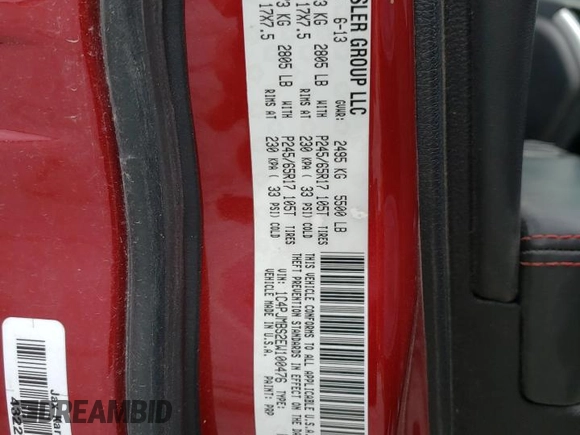 SLER GROUP LLC
6-13
GVWR: 2495 KG 5500 LB
3 KG 2805 LB WITH P245/65R17 105T TIRES
17X7.5 RIMS AT 230 KPA ( 33 PSI) COLD
3 KG 2805 LB WITH P245/65R17 105T TIRES
17X7.5 RIMS AT 230 KPA ( 33 PSI) COLD
THIS VEHICLE CONFORMS TO ALL APPLICABLE
THEFT PREVENTION STANDARDS IN EFFECT ON THE DA
VIN: 1C4PJMBS2EW100476 TYPE:
MADE IN U.S.A. PAINT: PRP
4322
DREAMBID